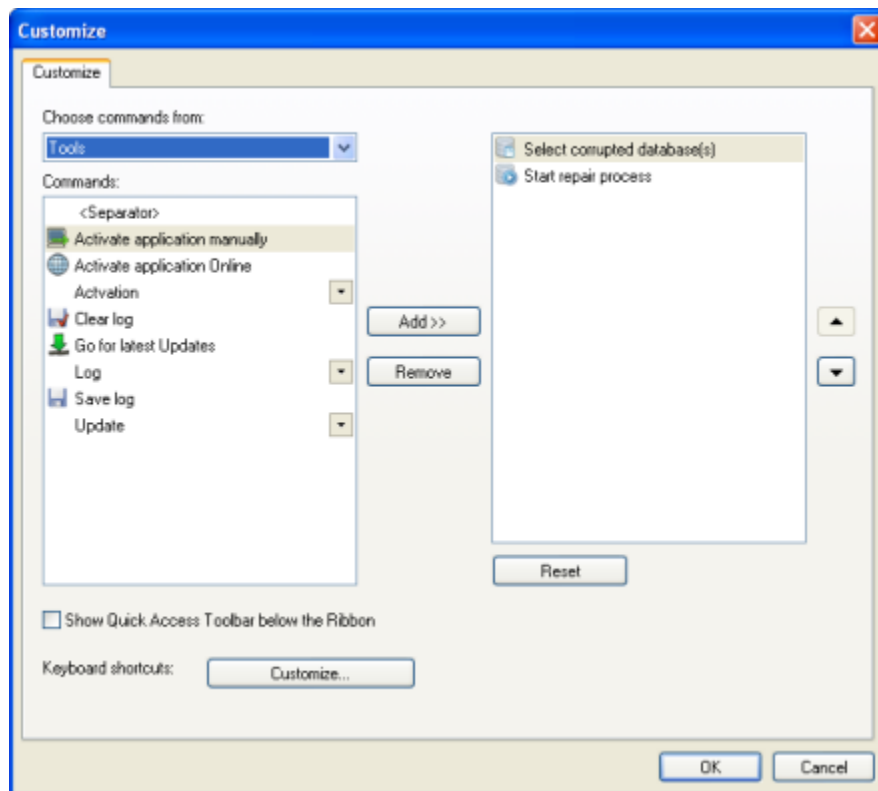 Customize
Customize
Choose commands from:
Tools
Commands:
<Separator>
Activate application manually
Activate application Online
Actvation
Clear log
Go for latest Updates
Log
Save log
Update
Add >>
Remove
Select corrupted database(s)
Start repair process
Reset
Show Quick Access Toolbar below the Ribbon
Keyboard shortcuts:
Customize...
OK
Cancel